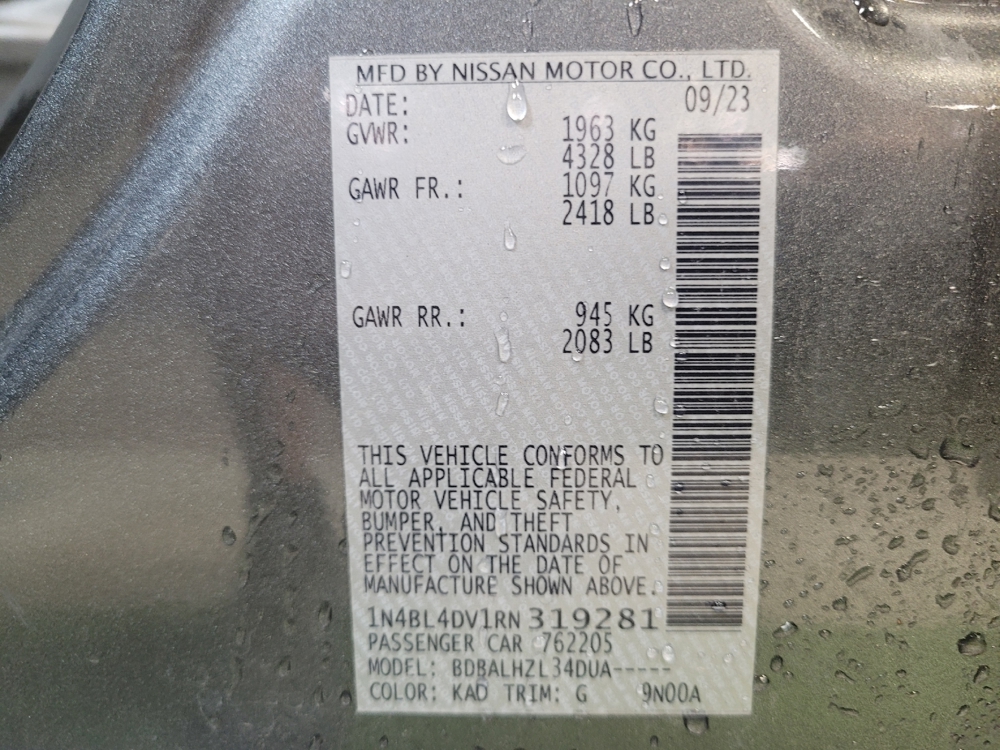 MFD BY NISSAN MOTOR CO., LTD.
DATE: 09/23
GVWR: 1963 KG
4328 LB
GAWR FR.: 1097 KG
2418 LB
GAWR RR.: 945 KG
2083 LB
THIS VEHICLE CONFORMS TO
ALL APPLICABLE FEDERAL
MOTOR VEHICLE SAFETY,
BUMPER, AND THEFT
PREVENTION STANDARDS IN
EFFECT ON THE DATE OF
MANUFACTURE SHOWN ABOVE.
1N4BL4DV1RN319281
PASSENGER CAR 762205
MODEL: BDBALHZL34DUA-----
COLOR: KAD TRIM: G 9N00A